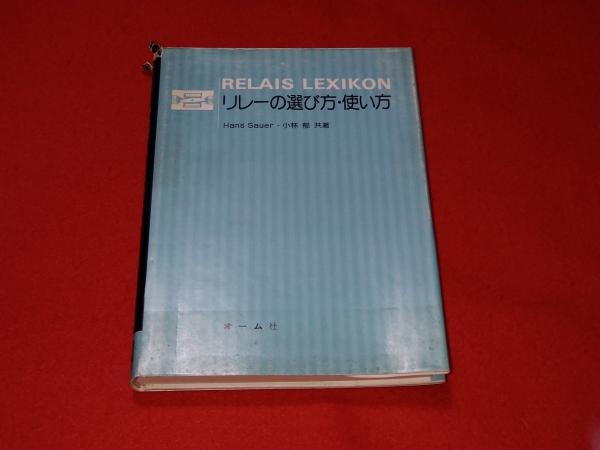 RELAIS LEXIKON
リレーの選び方・使い方
Hans Sauer・小林 郁 共著
オーム社